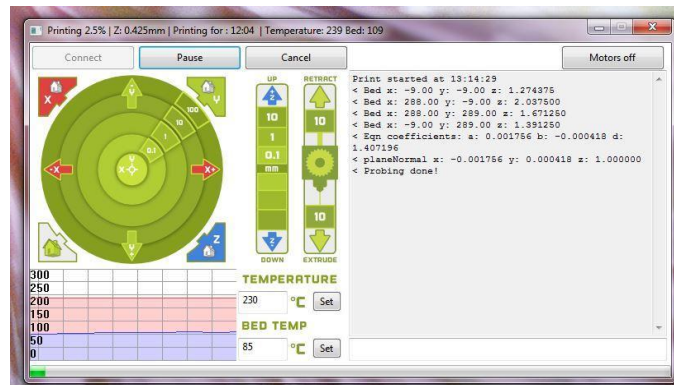 Printing 2.5% | Z: 0.425mm | Printing for : 12:04 | Temperature: 239 Bed: 109
Connect
Pause
Cancel
Motors off
X
Y
100
10
1
0.1
-X
X+
Y+
X Y
Y-
Z
UP
Z
10
1
0.1
mm
Z
DOWN
RETRACT
10
10
EXTRUDE
Print started at 13:14:29
< Bed x: -9.00 y: -9.00 z: 1.274375
< Bed x: 288.00 y: -9.00 z: 2.037500
< Bed x: 288.00 y: 289.00 z: 1.671250
< Bed x: -9.00 y: 289.00 z: 1.391250
< Eqn coefficients: a: 0.001756 b: -0.000418 d:
1.407196
< planeNormal x: -0.001756 y: 0.000418 z: 1.000000
< Probing done!
300
250
200
150
100
50
0
TEMPERATURE
230 °C Set
BED TEMP
85 °C Set